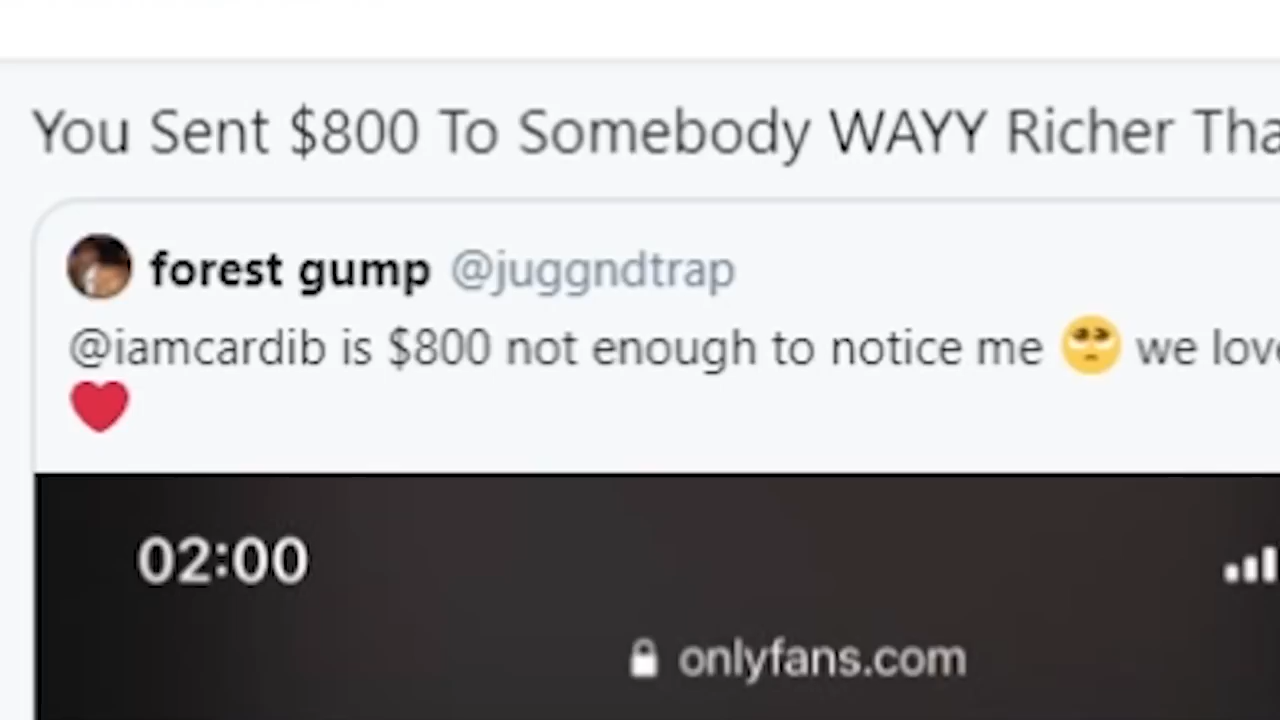 You Sent $800 To Somebody WAYY Richer Tha
forest gump @juggndtrap
@iamcardib is $800 not enough to notice me 🥺 we love
❤️
02:00
onlyfans.com